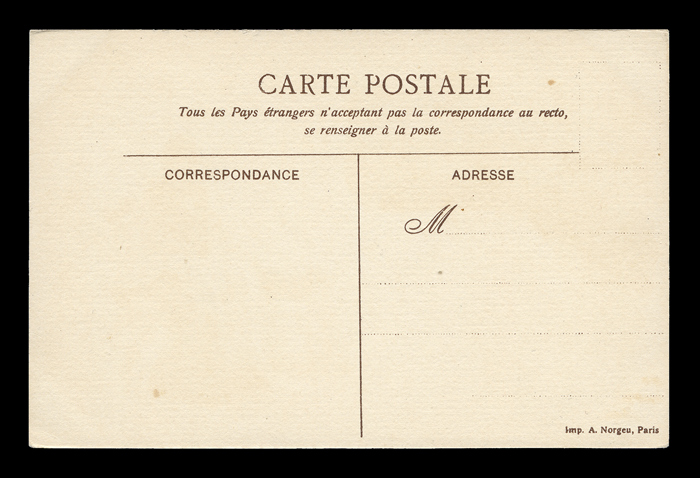 CARTE POSTALE
Tous les Pays étrangers n'acceptant pas la correspondance au recto,
se renseigner à la poste.
CORRESPONDANCE
ADRESSE
M
Imp. A. Norgeu, Paris